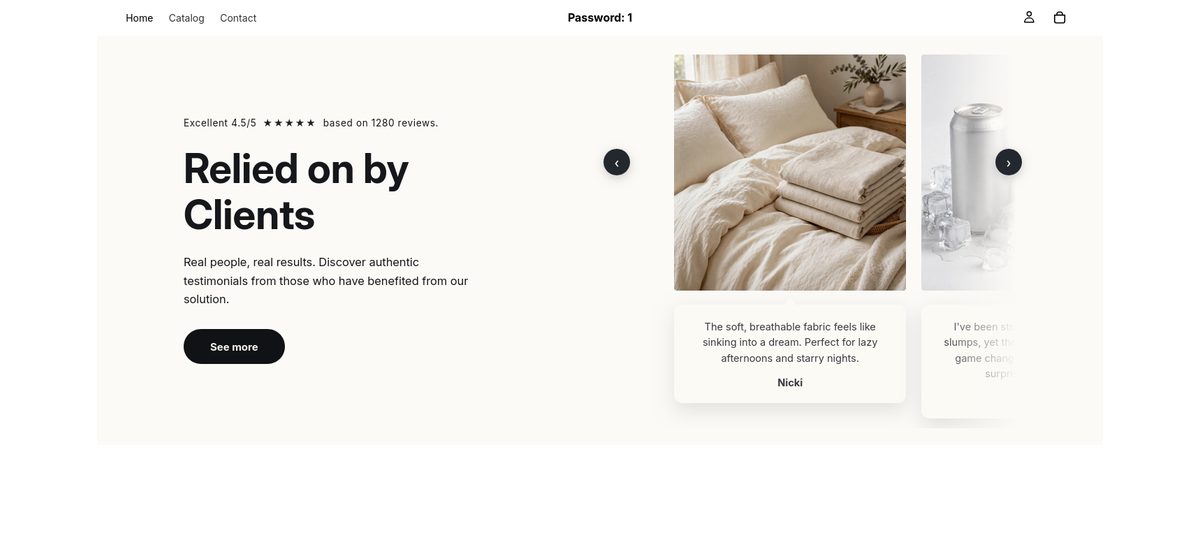 Home Catalog Contact
Password: 1
Excellent 4.5/5 ★★★★★ based on 1280 reviews.
Relied on by
Clients
Real people, real results. Discover authentic
testimonials from those who have benefited from our
solution.
See more
The soft, breathable fabric feels like
sinking into a dream. Perfect for lazy
afternoons and starry nights.
Nicki
I've been
slumps, yet
game